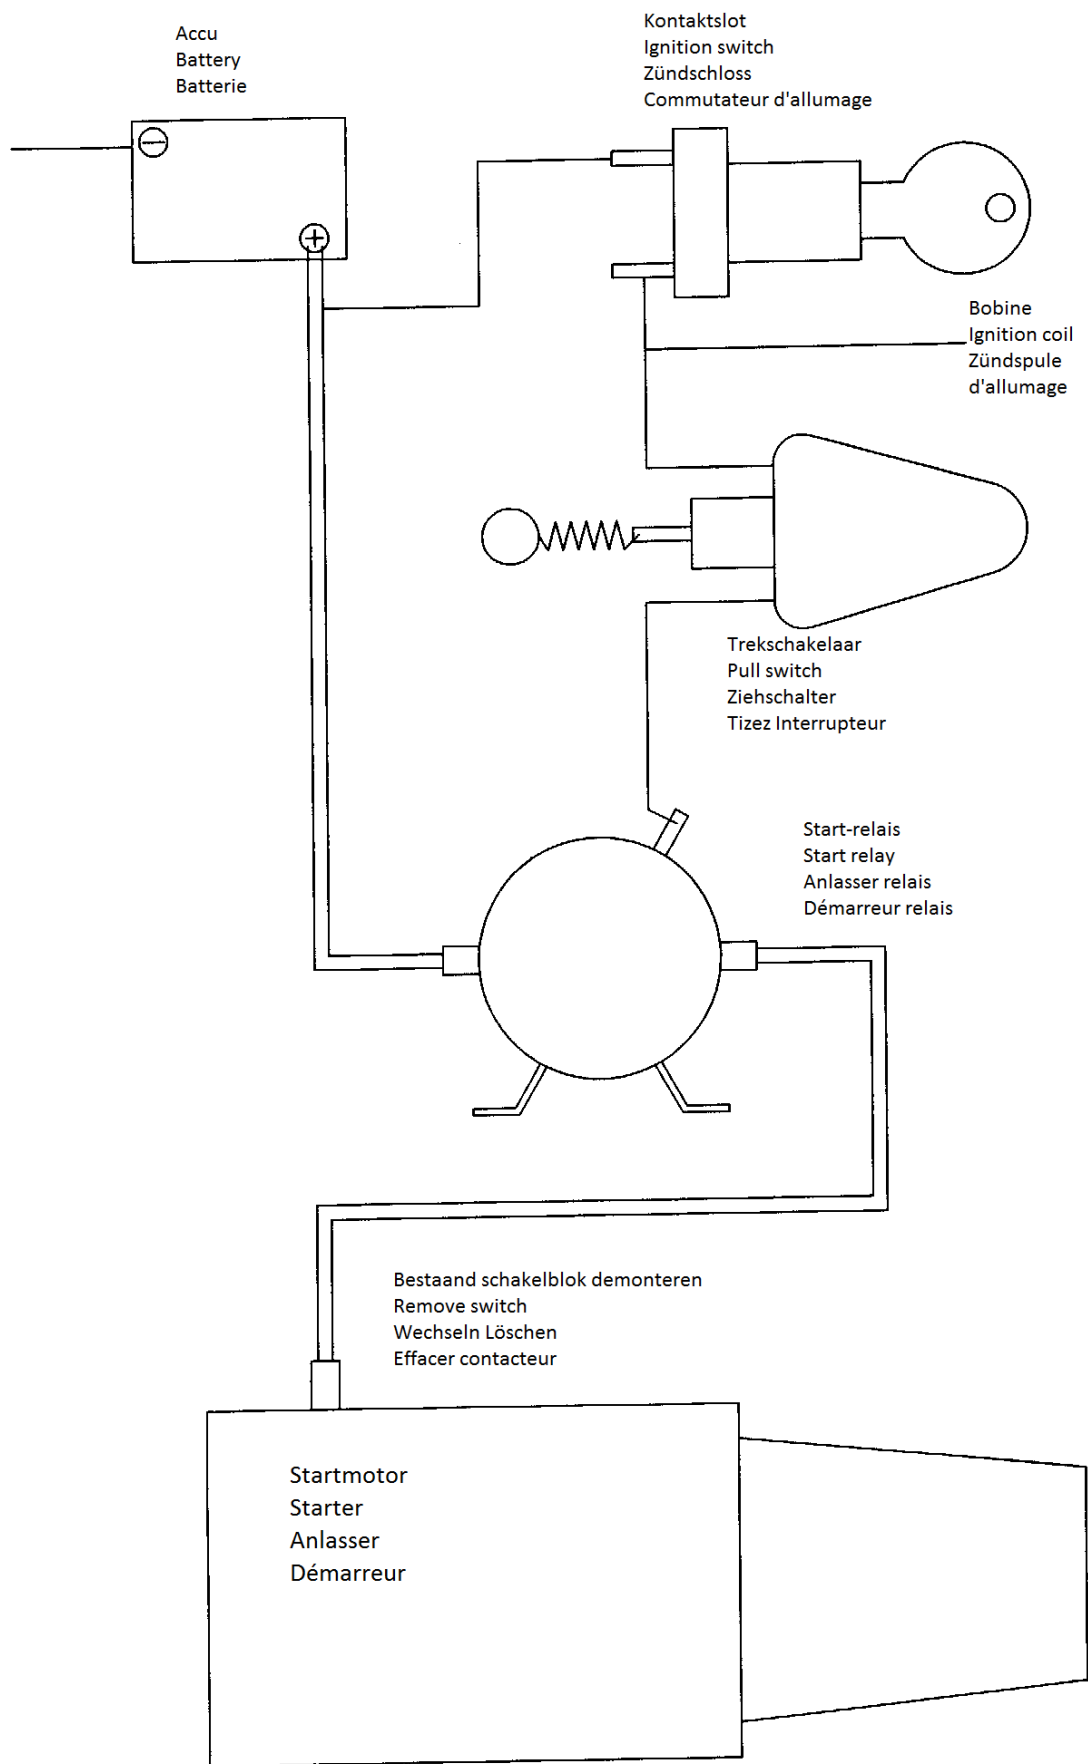 Accu
Battery
Batterie
Kontaktslot
Ignition switch
Zündschloss
Commutateur d'allumage
Bobine
Ignition coil
Zündspule
d'allumage
Trekschakelaar
Pull switch
Ziehschalter
Tizez Interrupteur
Start-relais
Start relay
Anlasser relais
Démarreur relais
Bestaand schakelblok demonteren
Remove switch
Wechseln Löschen
Effacer contacteur
Startmotor
Starter
Anlasser
Démarreur